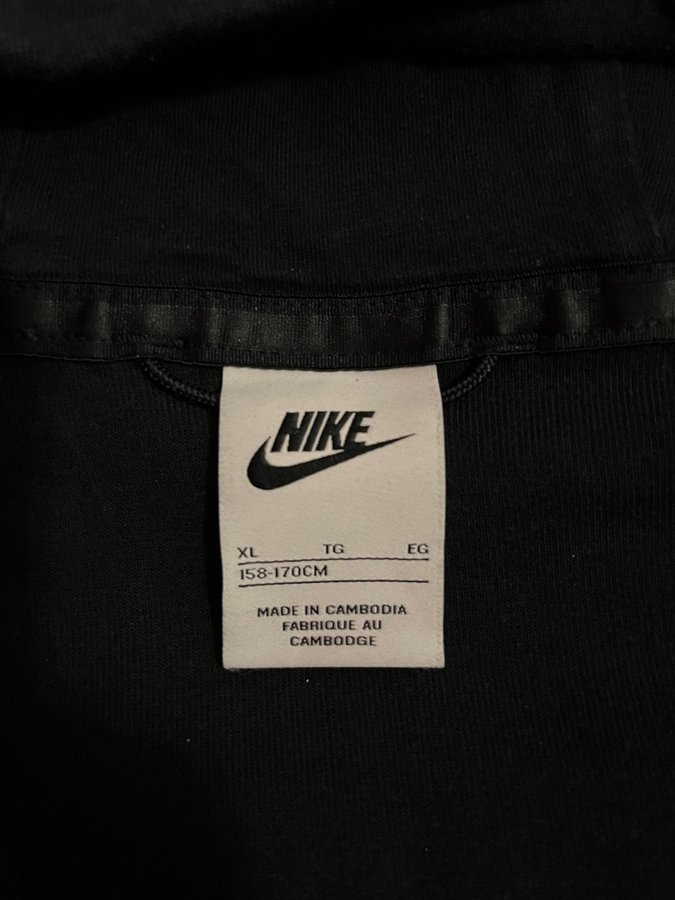 NIKE
XL TG EG
158-170CM
MADE IN CAMBODIA
FABRIQUE AU
CAMBODGE